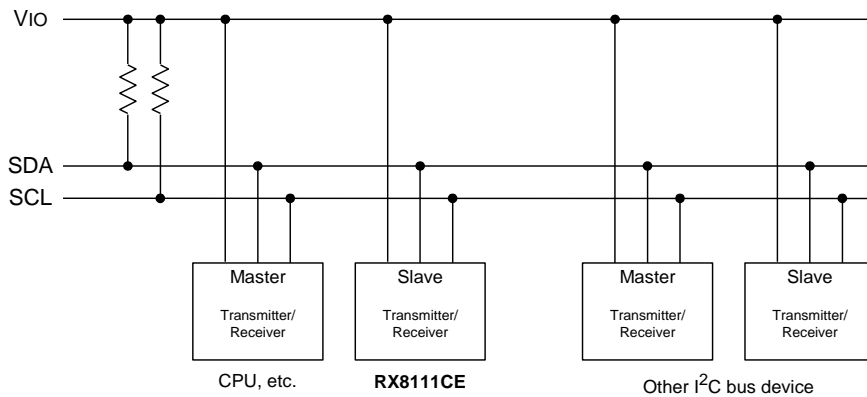 VIO
SDA
SCL
Master
Transmitter/
Receiver
Slave
Transmitter/
Receiver
Master
Transmitter/
Receiver
Slave
Transmitter/
Receiver
CPU, etc.
RX8111CE
Other I²C bus device